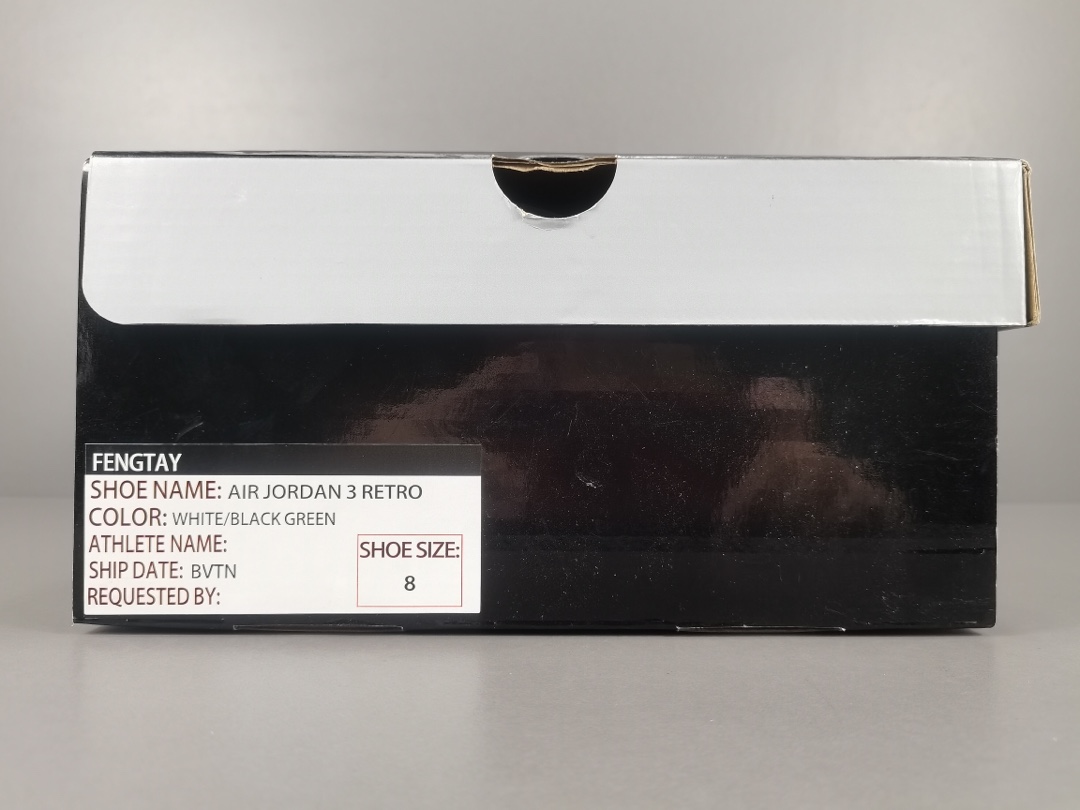 FENGTAY
SHOE NAME: AIR JORDAN 3 RETRO
COLOR: WHITE/BLACK GREEN
ATHLETE NAME:
SHIP DATE: BVTN
REQUESTED BY:
SHOE SIZE:
8